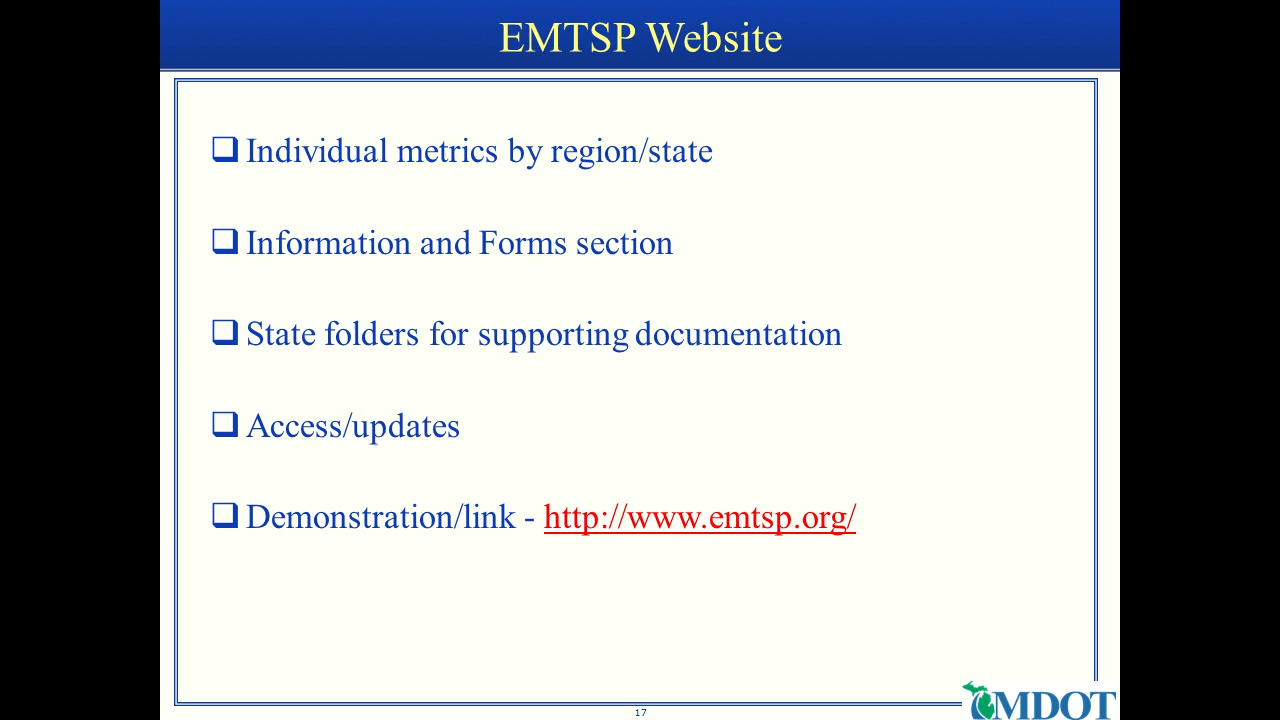 EMTSP Website
Individual metrics by region/state
Information and Forms section
State folders for supporting documentation
Access/updates
Demonstration/link - http://www.emtsp.org/
17
MDOT